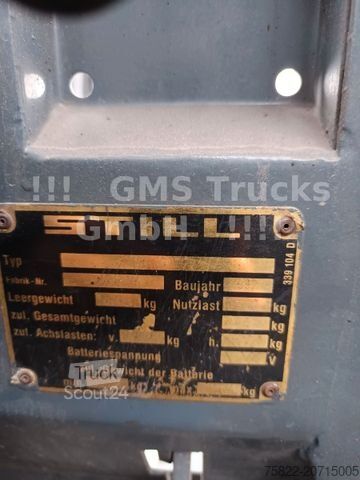 !!! GMS Trucks
GmbH !!!
STILL
Typ
Fabrik-Nr. Baujahr
Leergewicht kg Nutzlast kg
zul. Gesamtgewicht kg
zul. Achslasten: v. kg h. kg
Batteriespannung V
gewicht der Batterie
kg
339 104 D
Truck
Scout24
75822-20715005